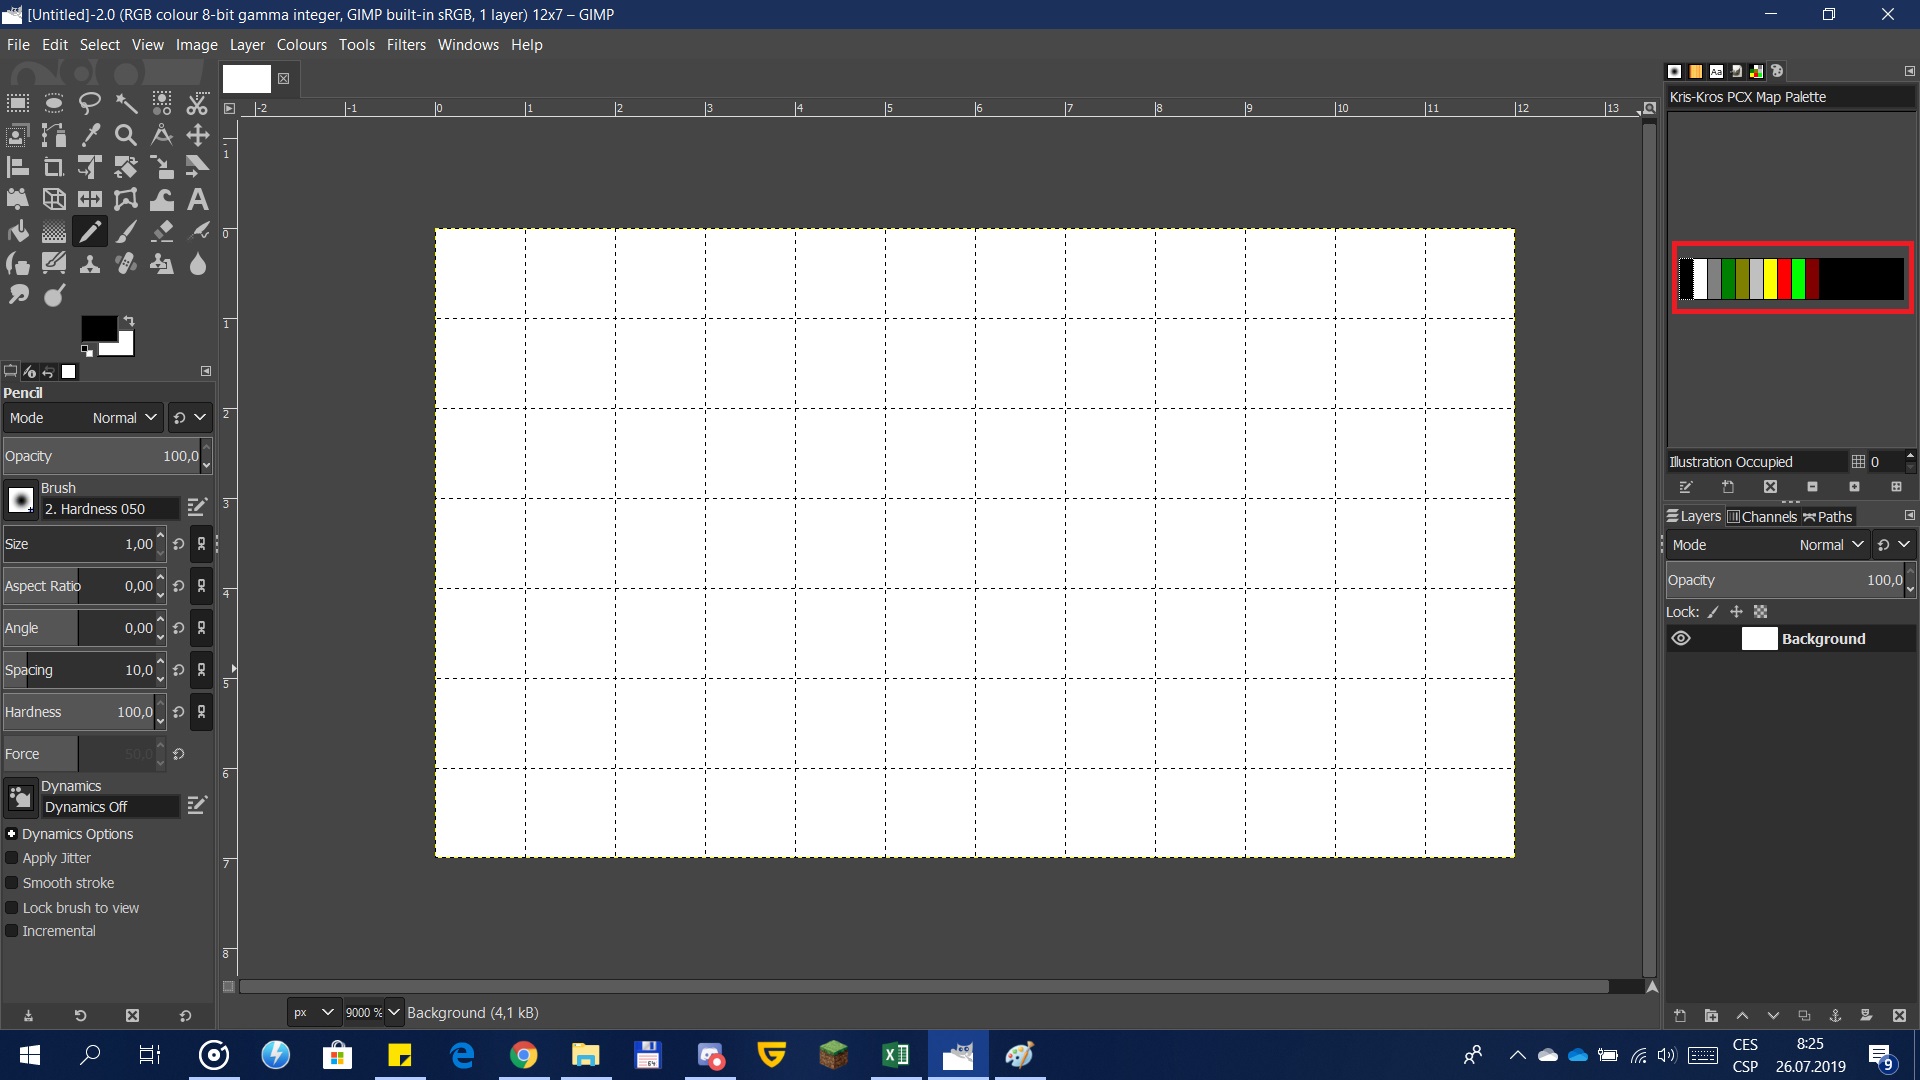 [Untitled]-2.0 (RGB colour 8-bit gamma integer, GIMP built-in sRGB, 1 layer) 12x7 – GIMP
File Edit Select View Image Layer Colours Tools Filters Windows Help
-2 -1 0 1 2 3 4 5 6 7 8 9 10 11 12 13
-1
0
1
2
3
4
5
6
7
8
Pencil
Mode Normal
Opacity 100,0
Brush
2. Hardness 050
Size 1,00
Aspect Ratio 0,00
Angle 0,00
Spacing 10,0
Hardness 100,0
Force 50,0
Dynamics
Dynamics Off
Dynamics Options
Apply Jitter
Smooth stroke
Lock brush to view
Incremental
px 9000 % Background (4,1 kB)
Aa
Kris-Kros PCX Map Palette
Illustration Occupied 0
Layers Channels Paths
Mode Normal
Opacity 100,0
Lock:
Background
64
CES
CSP
8:25
26.07.2019
9